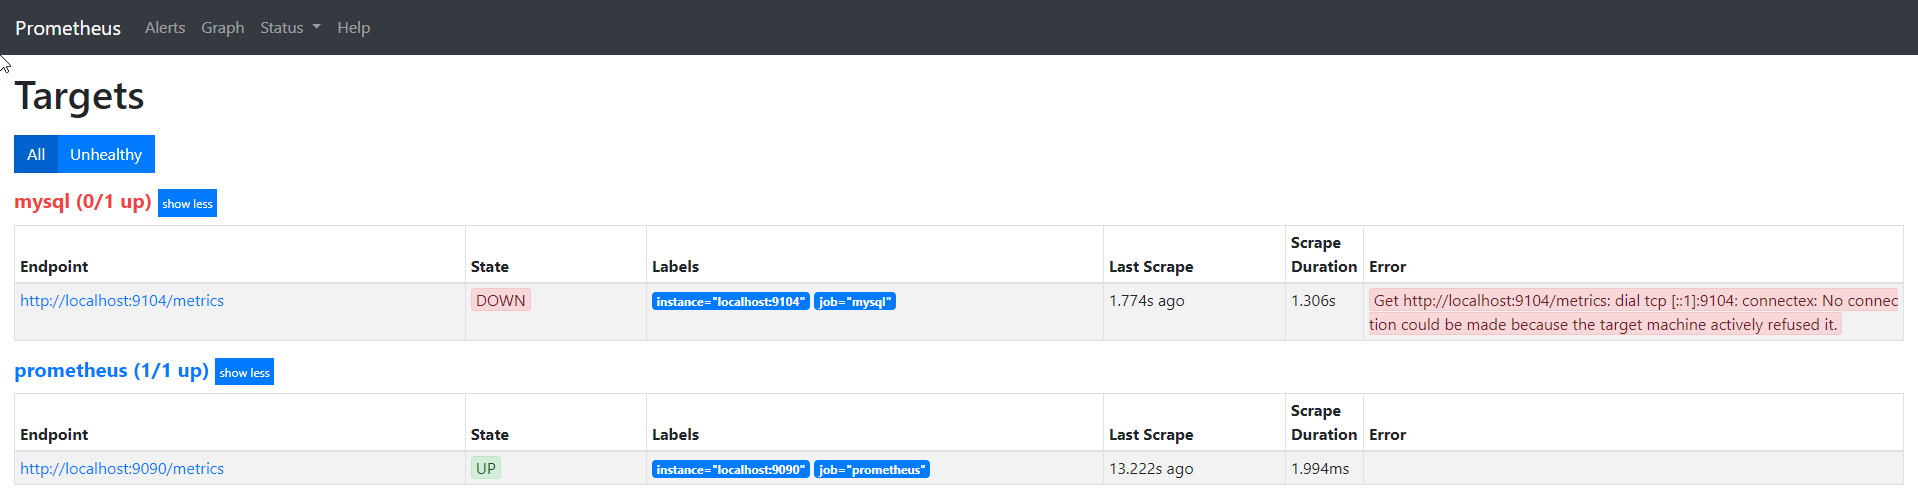 Prometheus Alerts Graph Status Help
Targets
All Unhealthy
mysql (0/1 up) show less
Endpoint State Labels Last Scrape Scrape Duration Error
http://localhost:9104/metrics DOWN instance="localhost:9104" job="mysql" 1.774s ago 1.306s Get http://localhost:9104/metrics: dial tcp [::1]:9104: connectex: No connec
tion could be made because the target machine actively refused it.
prometheus (1/1 up) show less
Endpoint State Labels Last Scrape Scrape Duration Error
http://localhost:9090/metrics UP instance="localhost:9090" job="prometheus" 13.222s ago 1.994ms